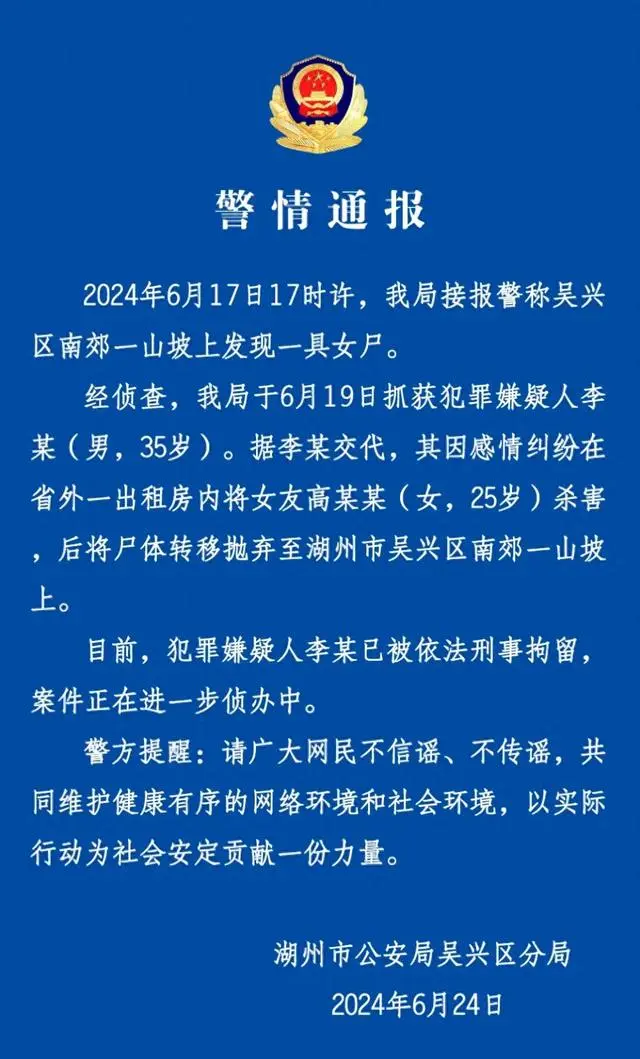 警情通报
2024年6月17日17时许，我局接报警称吴兴
区南郊一山坡上发现一具女尸。
经侦查，我局于6月19日抓获犯罪嫌疑人李
某（男，35岁）。据李某交代，其因感情纠纷在
省外一出租房内将女友高某某（女，25岁）杀害
，后将尸体转移抛弃至湖州市吴兴区南郊一山坡
上。
目前，犯罪嫌疑人李某已被依法刑事拘留，
案件正在进一步侦办中。
警方提醒：请广大网民不信谣、不传谣，共
同维护健康有序的网络环境和社会环境，以实际
行动为社会安定贡献一份力量。
湖州市公安局吴兴区分局
2024年6月24日